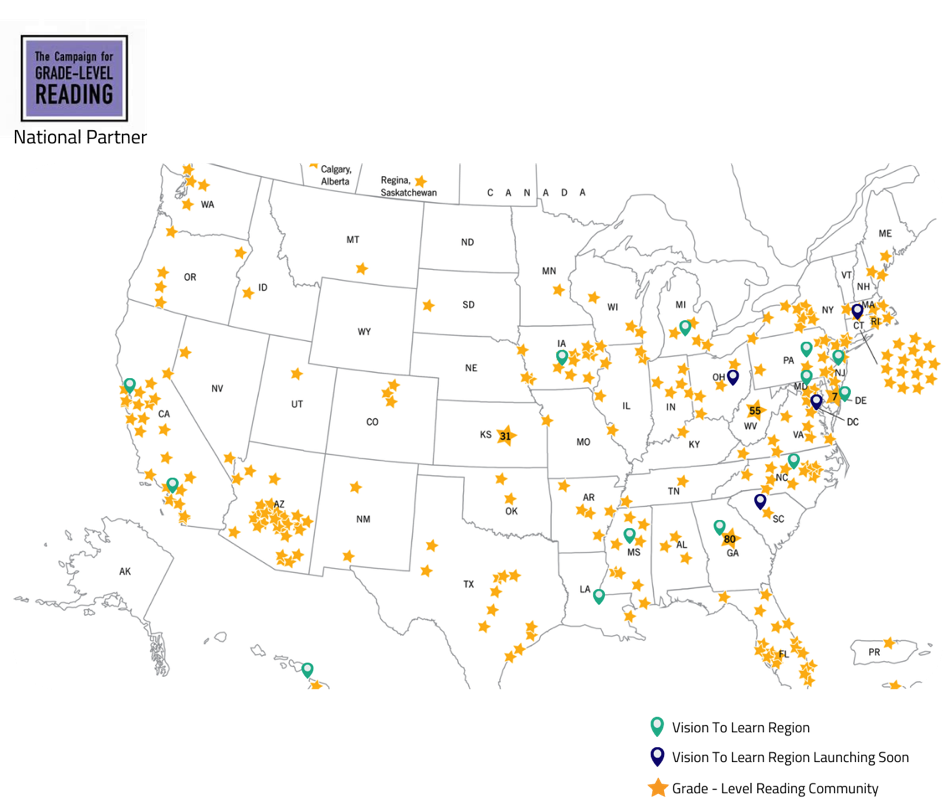 The Campaign for
GRADE-LEVEL
READING
National Partner
Calgary,
Alberta
Regina,
Saskatchewan
C A N A D A
WA
MT
ND
MN
ME
VT
NH
OR
ID
SD
WI
MI
NY
MA
CT
RI
WY
IA
PA
NJ
NE
OH
MD
DE
7
NV
UT
CO
CA
IL
IN
55
WV
DC
KS
31
MO
KY
VA
AZ
NM
OK
AR
TN
NC
SC
MS
AL
80
GA
AK
TX
LA
FL
PR
Vision To Learn Region
Vision To Learn Region Launching Soon
Grade - Level Reading Community